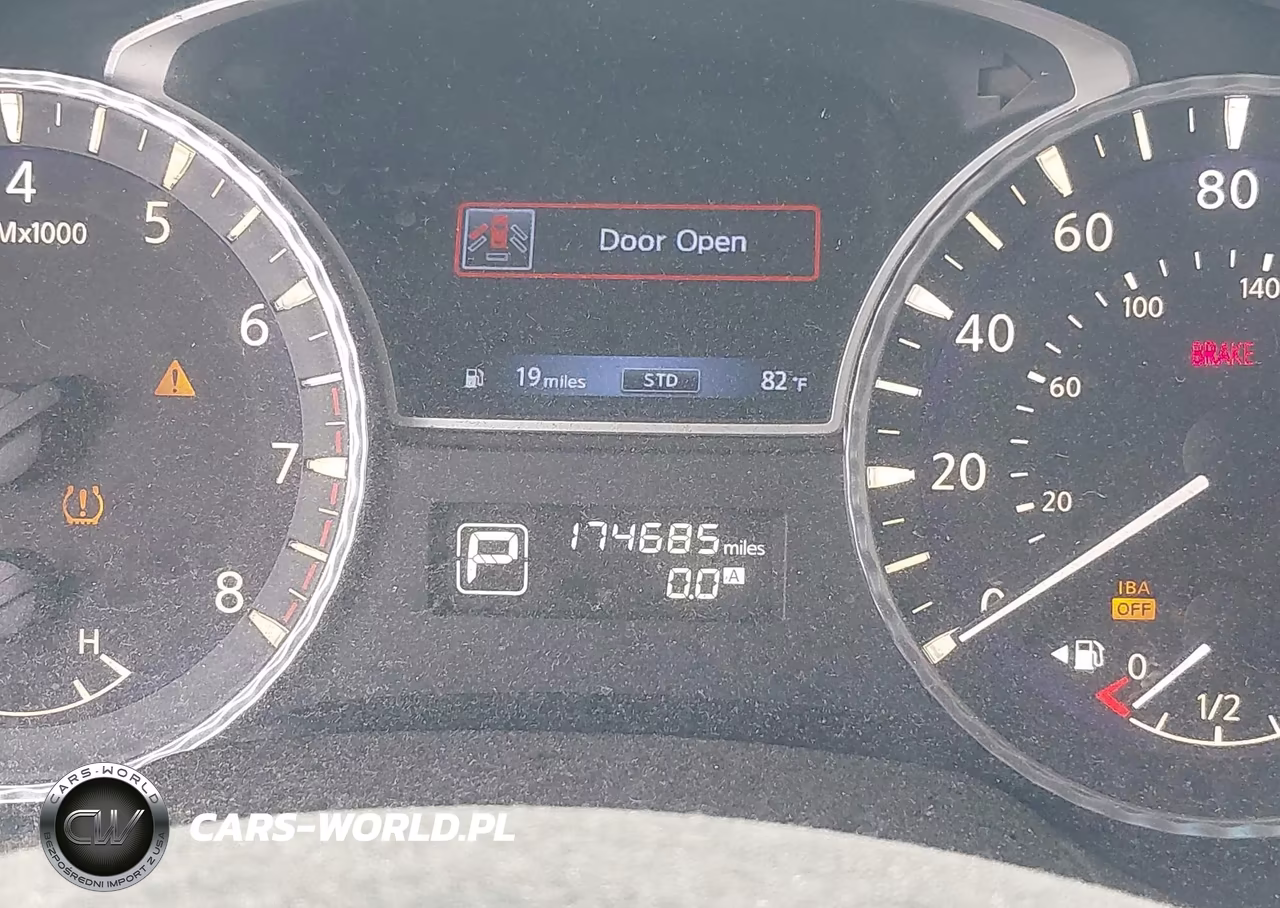 4
5
Mx1000
6
7
8
H
Door Open
19 miles
STD
82 °F
P
174685 miles
0.0 A
80
60
40
20
0
140
100
60
20
BRAKE
IBA
OFF
0
1/2
CARS-WORLD
CW
BEZPOŚREDNI IMPORT Z USA
CARS-WORLD.PL